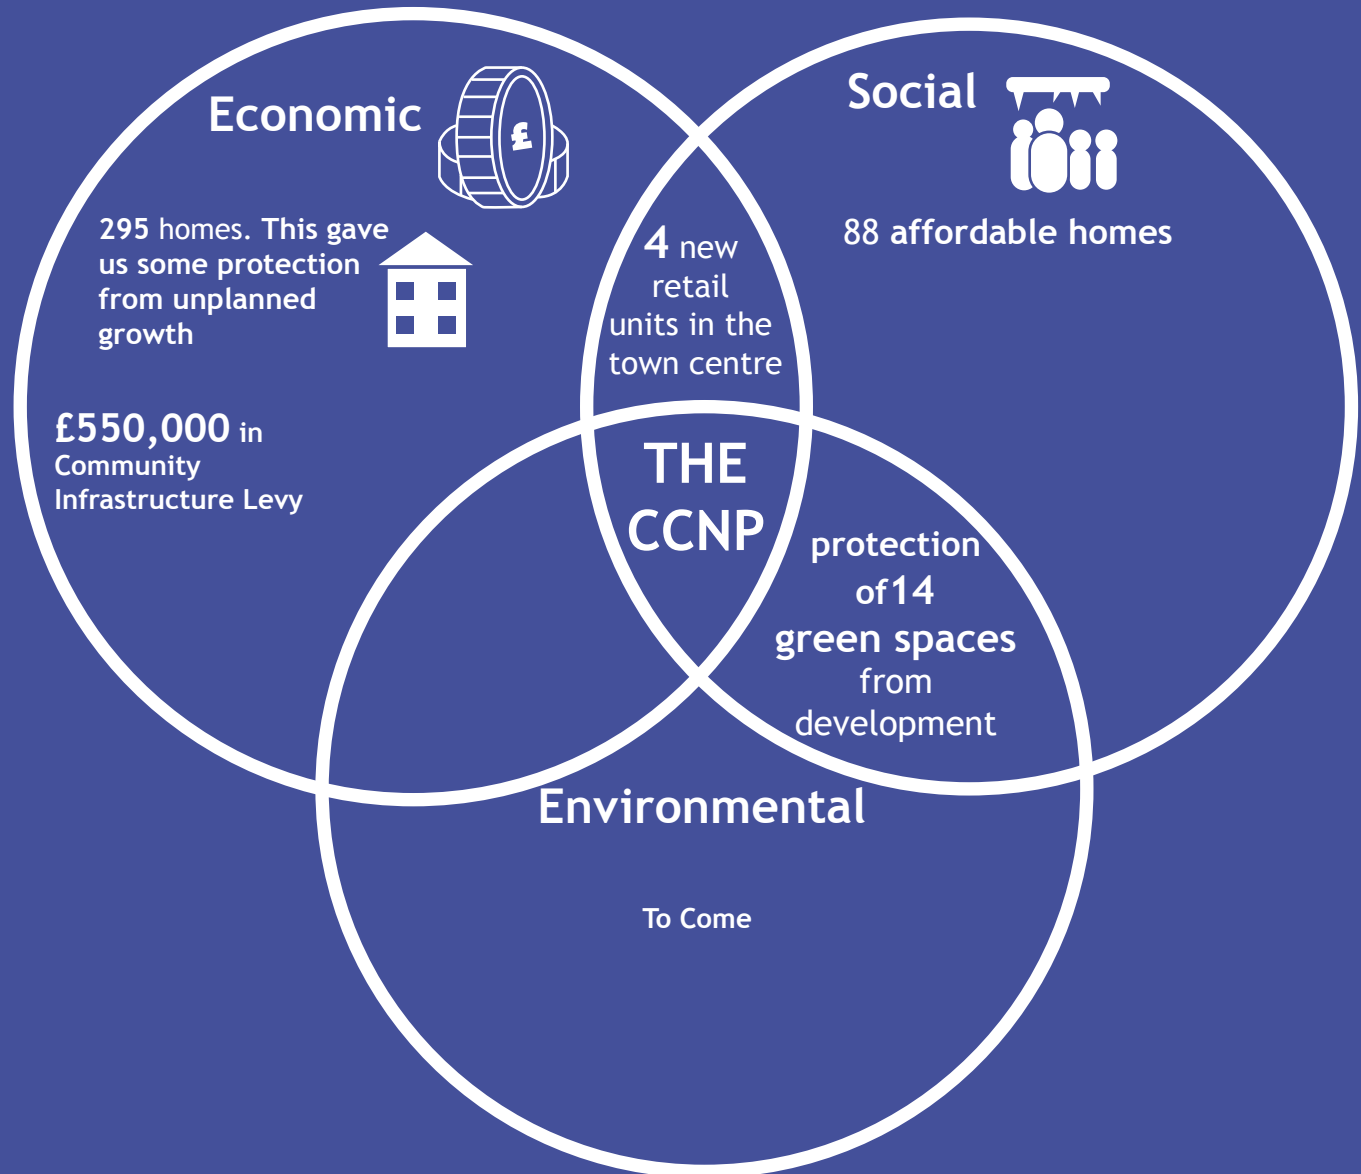 Economic
£
295 homes. This gave
us some protection
from unplanned
growth
£550,000 in
Community
Infrastructure Levy
4 new
retail
units in the
town centre
Social
88 affordable homes
THE
CCNP
protection
of14
green spaces
from
development
Environmental
To Come